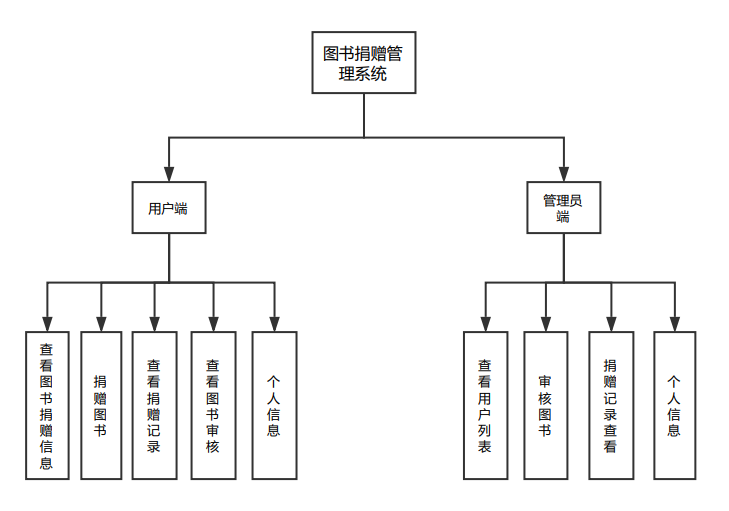 图书捐赠管
理系统
用户端
管理员
端
查看图书捐赠信息
捐赠图书
查看捐赠记录
查看图书审核
个人信息
查看用户列表
审核图书
捐赠记录查看
个人信息